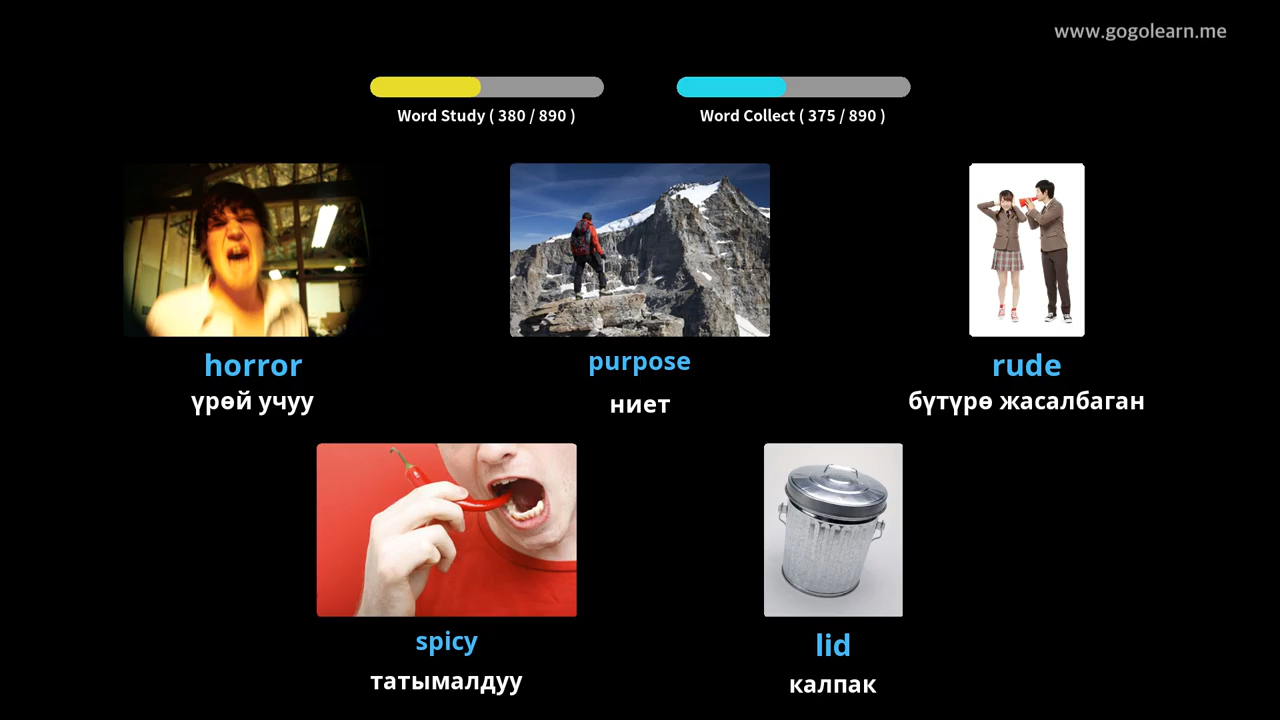 www.gogolearn.me
Word Study ( 380 / 890 )
Word Collect ( 375 / 890 )
horror
үрөй учуу
purpose
ниет
rude
бүтүрө жасалбаган
spicy
татымалдуу
lid
калпак